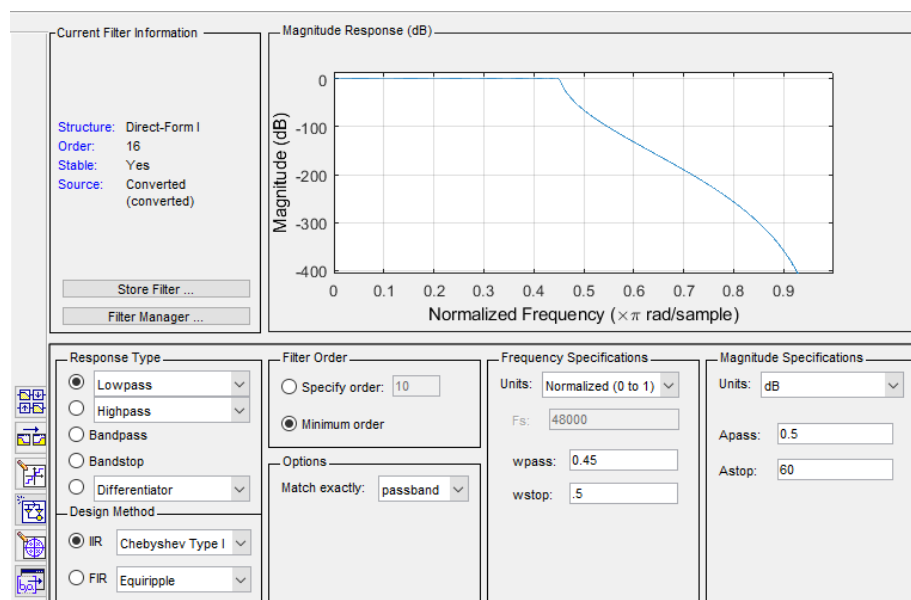 Current Filter Information
Structure: Direct-Form I
Order: 16
Stable: Yes
Source: Converted
(converted)
Store Filter ...
Filter Manager ...
Magnitude Response (dB)
Magnitude (dB)
0
-100
-200
-300
-400
0 0.1 0.2 0.3 0.4 0.5 0.6 0.7 0.8 0.9
Normalized Frequency (×π rad/sample)
Response Type
Lowpass
Highpass
Bandpass
Bandstop
Differentiator
Design Method
IIR Chebyshev Type I
FIR Equiripple
Filter Order
Specify order: 10
Minimum order
Options
Match exactly: passband
Frequency Specifications
Units: Normalized (0 to 1)
Fs: 48000
wpass: 0.45
wstop: .5
Magnitude Specifications
Units: dB
Apass: 0.5
Astop: 60